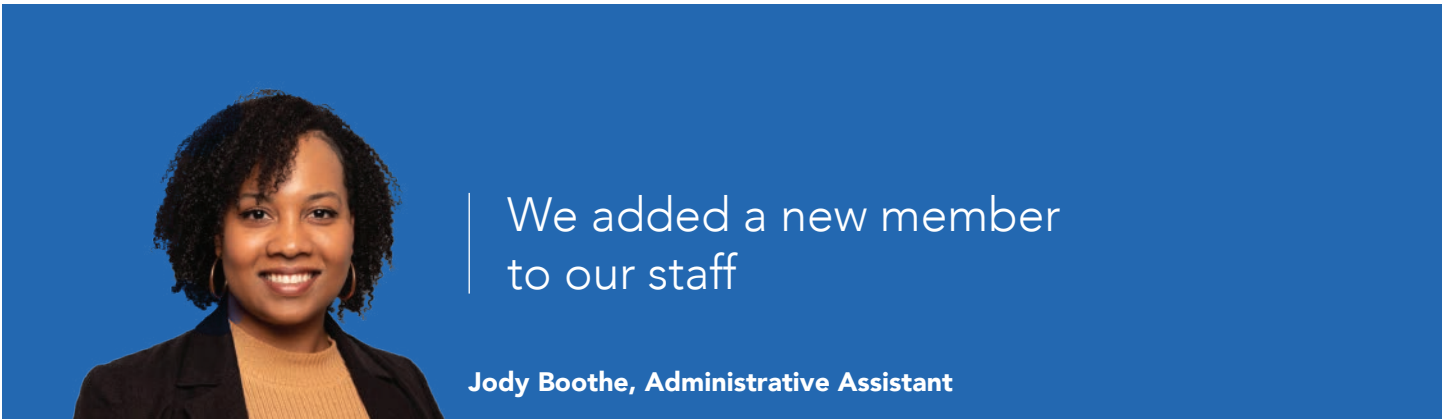 We added a new member
to our staff
Jody Boothe, Administrative Assistant